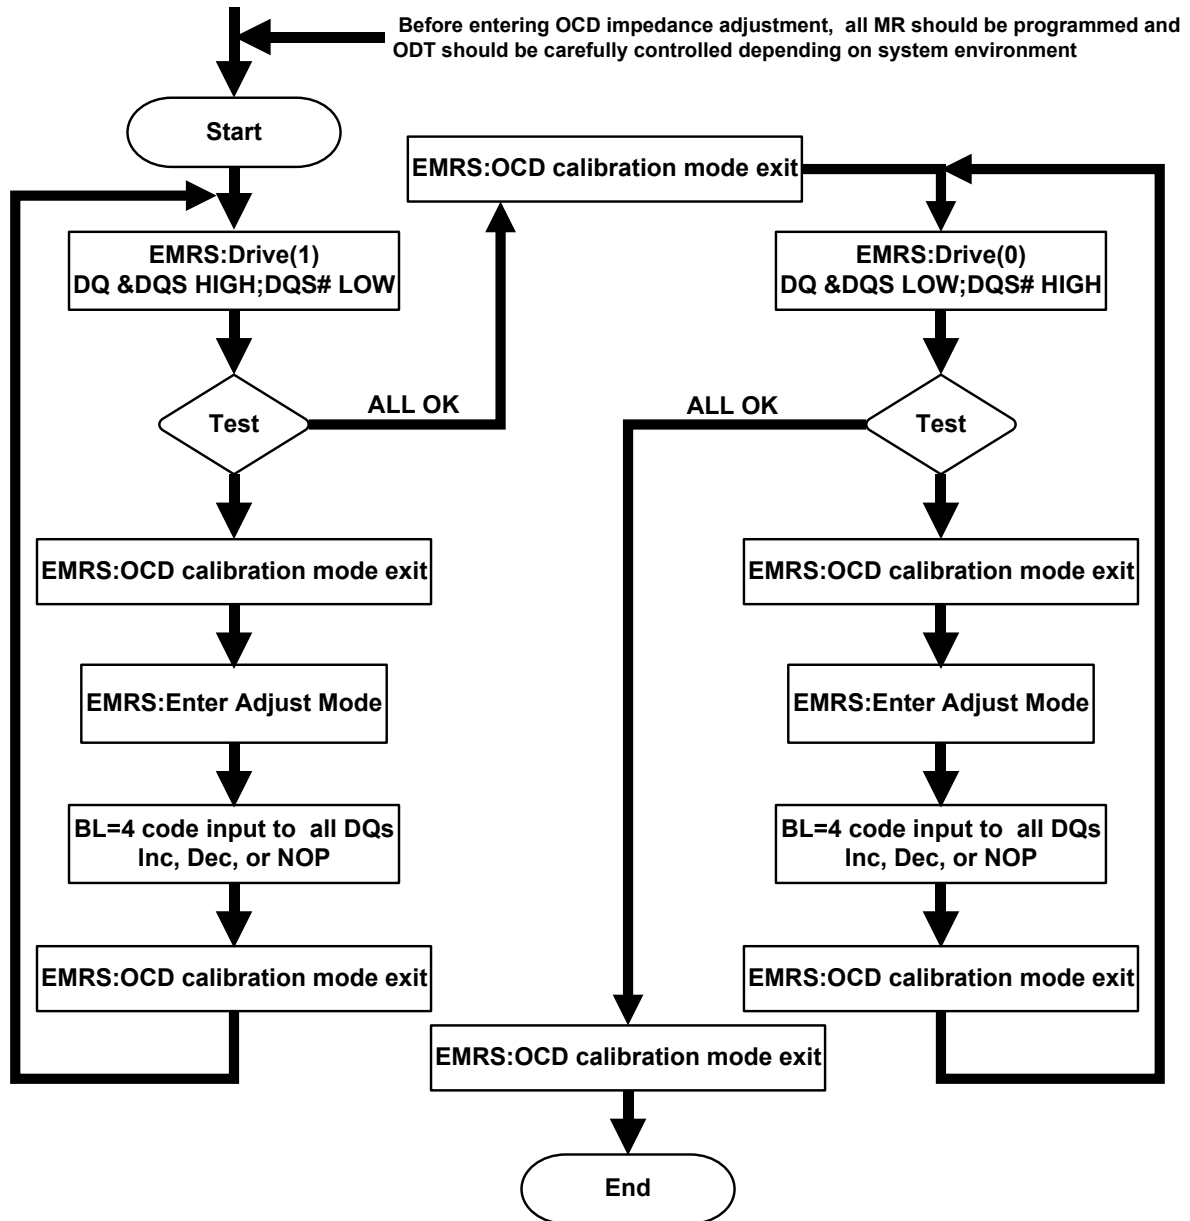 Before entering OCD impedance adjustment, all MR should be programmed and
ODT should be carefully controlled depending on system environment
Start
EMRS:OCD calibration mode exit
EMRS:Drive(1)
DQ &DQS HIGH;DQS# LOW
EMRS:Drive(0)
DQ &DQS LOW;DQS# HIGH
Test
ALL OK
ALL OK
Test
EMRS:OCD calibration mode exit
EMRS:OCD calibration mode exit
EMRS:Enter Adjust Mode
EMRS:Enter Adjust Mode
BL=4 code input to all DQs
Inc, Dec, or NOP
BL=4 code input to all DQs
Inc, Dec, or NOP
EMRS:OCD calibration mode exit
EMRS:OCD calibration mode exit
EMRS:OCD calibration mode exit
End